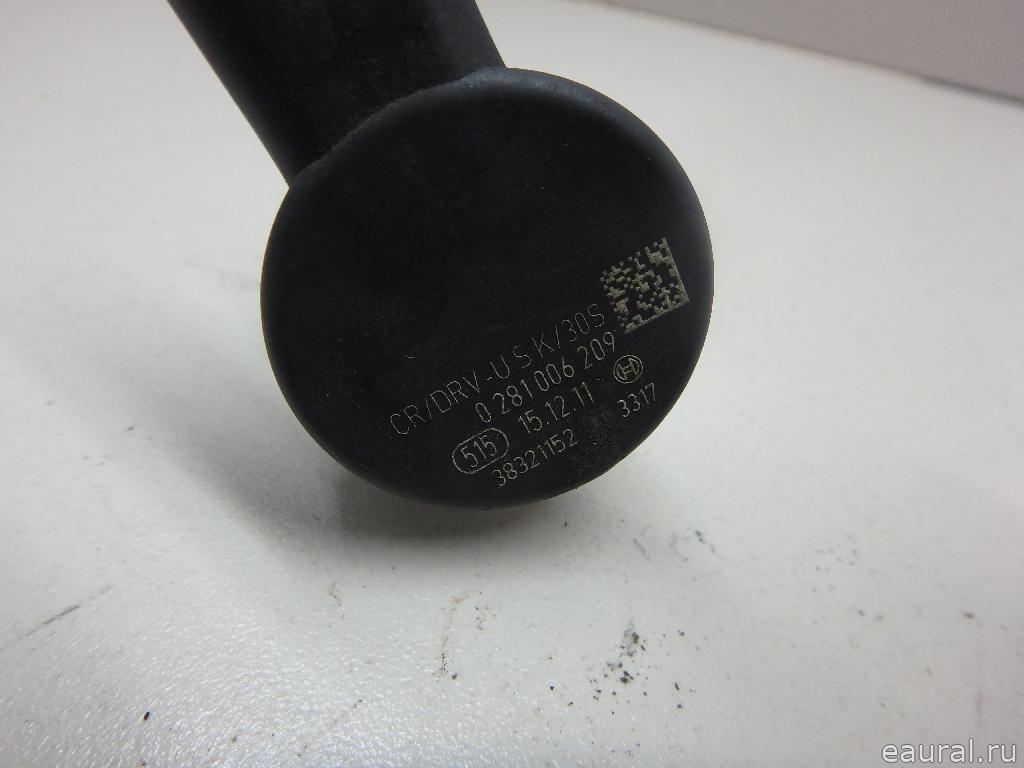 CR/DRV-U S K/30S
0 281 006 209
515 15.12.11
38321152 3317
eaural.ru